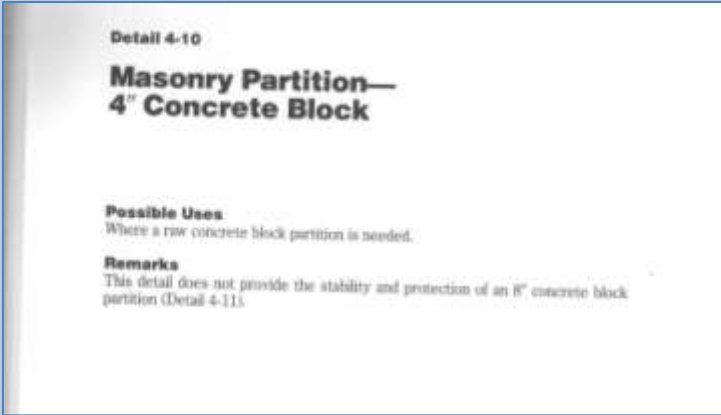 Detail 4-10
Masonry Partition—
4" Concrete Block
Possible Uses
Where a raw concrete block partition is needed.
Remarks
This detail does not provide the stability and protection of an 8" concrete block
partition (Detail 4-11).